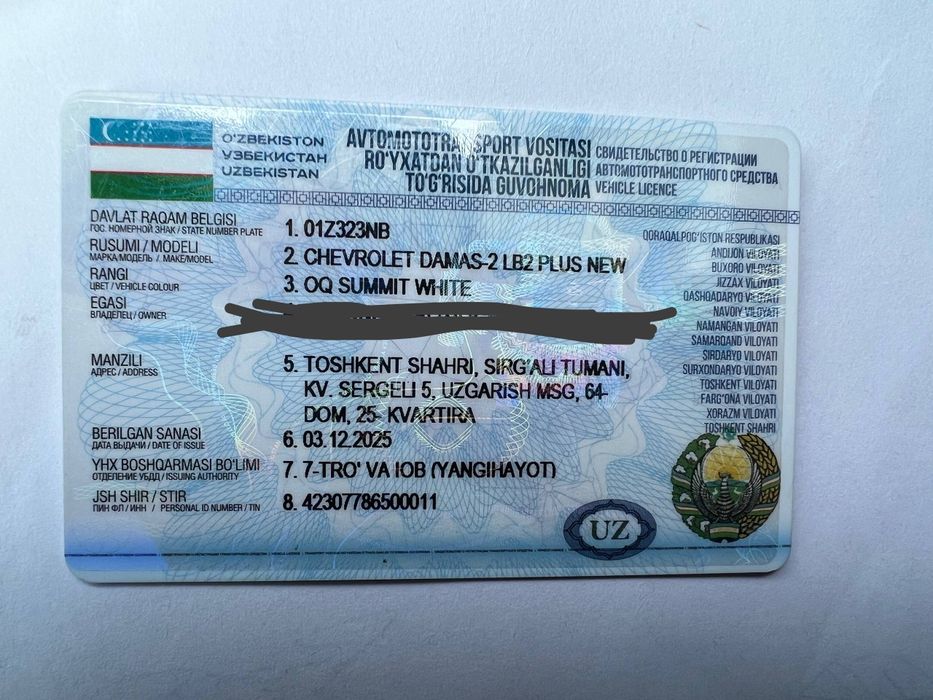 O'ZBEKISTON
УЗБЕКИСТАН
UZBEKISTAN
AVTOMOTOTRANSPORT VOSITASI
RO'YXATDAN O'TKAZILGANLIGI
TO'G'RISIDA GUVOHNOMA
СВИДЕТЕЛЬСТВО О РЕГИСТРАЦИИ
АВТОМОТОТРАНСПОРТНОГО СРЕДСТВА
VEHICLE LICENCE
DAVLAT RAQAM BELGISI
ГОС. НОМЕРНОЙ ЗНАК / STATE NUMBER PLATE
1. 01Z323NB
RUSUMI / MODELI
МАРКА/МОДЕЛЬ / MAKE/MODEL
2. CHEVROLET DAMAS-2 LB2 PLUS NEW
RANGI
ЦВЕТ / VEHICLE COLOUR
3. OQ SUMMIT WHITE
EGASI
ВЛАДЕЛЕЦ / OWNER
MANZILI
АДРЕС / ADDRESS
5. TOSHKENT SHAHRI, SIRG'ALI TUMANI,
KV. SERGELI 5, UZGARISH MSG, 64-
DOM, 25- KVARTIRA
BERILGAN SANASI
ДАТА ВЫДАЧИ / DATE OF ISSUE
6. 03.12.2025
YHX BOSHQARMASI BO'LIMI
ОТДЕЛЕНИЕ УБДД / ISSUING AUTHORITY
7. 7-TRO' VA IOB (YANGIHAYOT)
JSH SHIR / STIR
ПИН ФЛ / ИНН / PERSONAL ID NUMBER / TIN
8. 42307786500011
QORAQALPOG'ISTON RESPUBLIKASI
ANDIJON VILOYATI
BUXORO VILOYATI
JIZZAX VILOYATI
QASHQADARYO VILOYATI
NAVOIY VILOYATI
NAMANGAN VILOYATI
SAMARQAND VILOYATI
SIRDARYO VILOYATI
SURXONDARYO VILOYATI
TOSHKENT VILOYATI
FARG'ONA VILOYATI
XORAZM VILOYATI
TOSHKENT SHAHRI
UZ